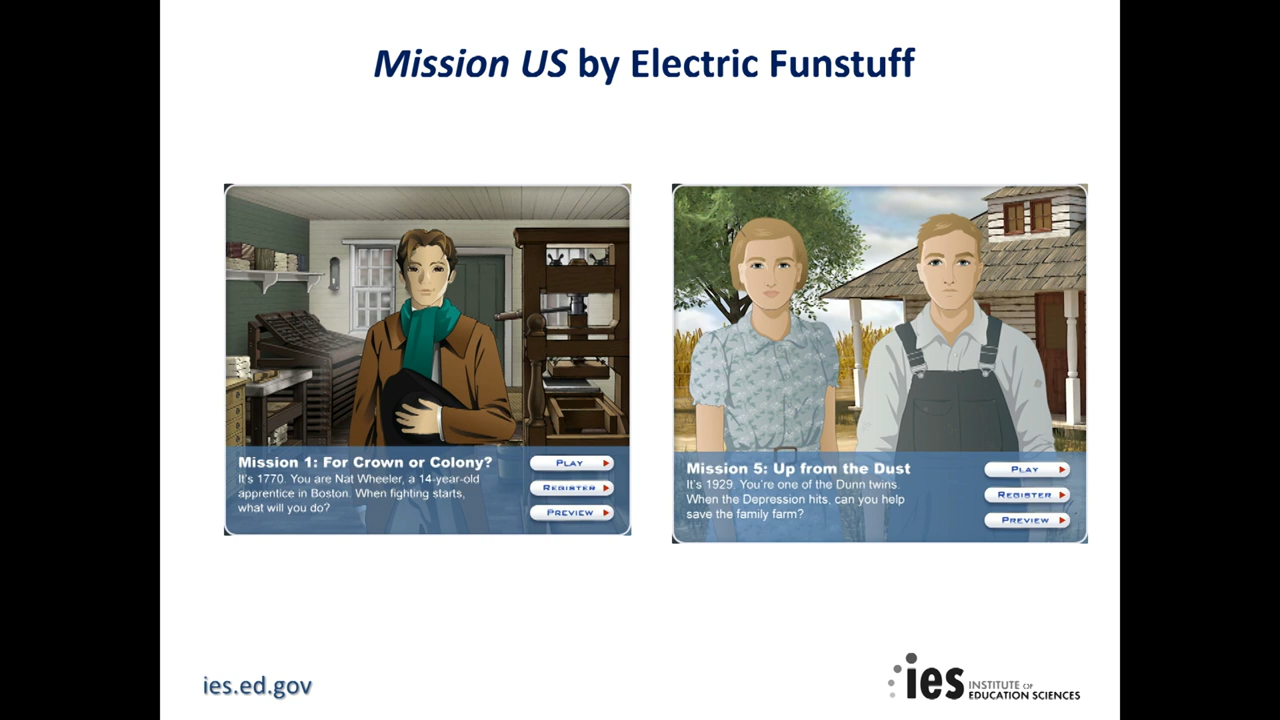 Mission US by Electric Funstuff
Mission 1: For Crown or Colony?
It's 1770. You are Nat Wheeler, a 14-year-old
apprentice in Boston. When fighting starts,
what will you do?
PLAY
REGISTER
PREVIEW
Mission 5: Up from the Dust
It's 1929. You're one of the Dunn twins.
When the Depression hits, can you help
save the family farm?
PLAY
REGISTER
PREVIEW
ies.ed.gov
ies INSTITUTE OF
EDUCATION SCIENCES